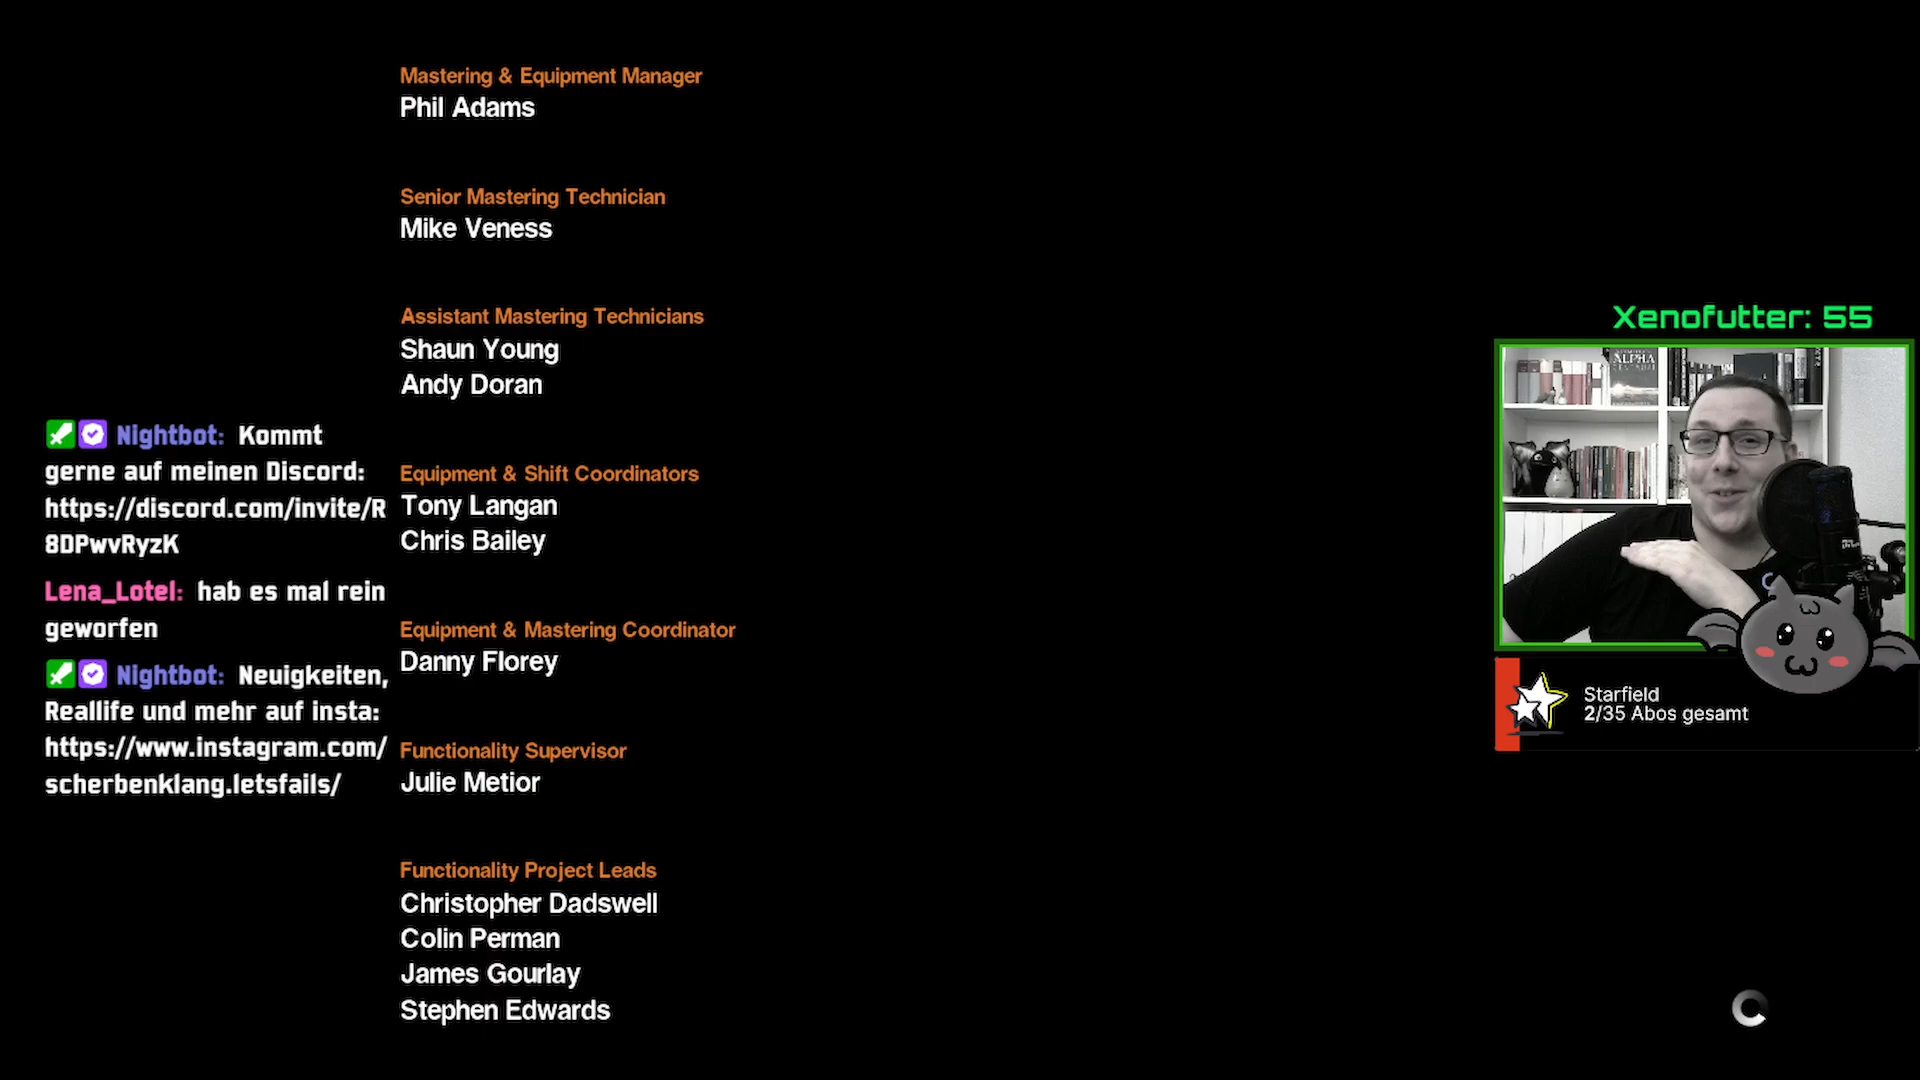 Mastering & Equipment Manager
Phil Adams
Senior Mastering Technician
Mike Veness
Assistant Mastering Technicians
Shaun Young
Andy Doran
Equipment & Shift Coordinators
Tony Langan
Chris Bailey
Equipment & Mastering Coordinator
Danny Florey
Functionality Supervisor
Julie Metior
Functionality Project Leads
Christopher Dadswell
Colin Perman
James Gourlay
Stephen Edwards
Nightbot: Kommt
gerne auf meinen Discord:
https://discord.com/invite/R
8DPwvRyzK
Lena_Lotel: hab es mal rein
geworfen
Nightbot: Neuigkeiten,
Reallife und mehr auf insta:
https://www.instagram.com/
scherbenklang.letsfails/
Xenofutter: 55
ALPHA
Starfield
2/35 Abos gesamt